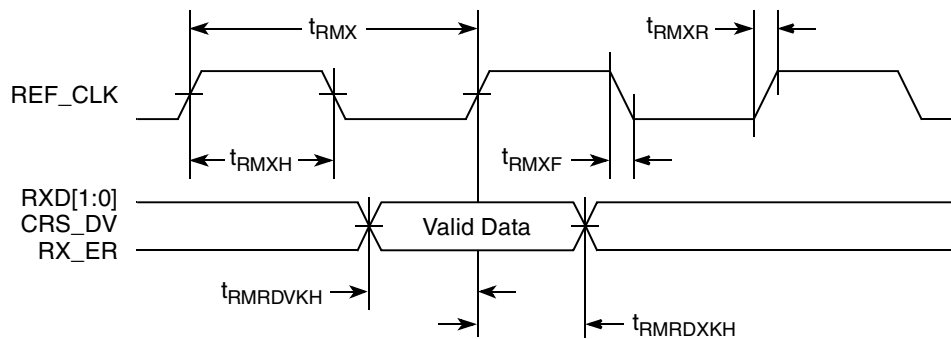 tRMX
tRMXR
REF_CLK
tRMXH
tRMXF
RXD[1:0]
CRS_DV
RX_ER
Valid Data
tRMRDVKH
tRMRDXKH